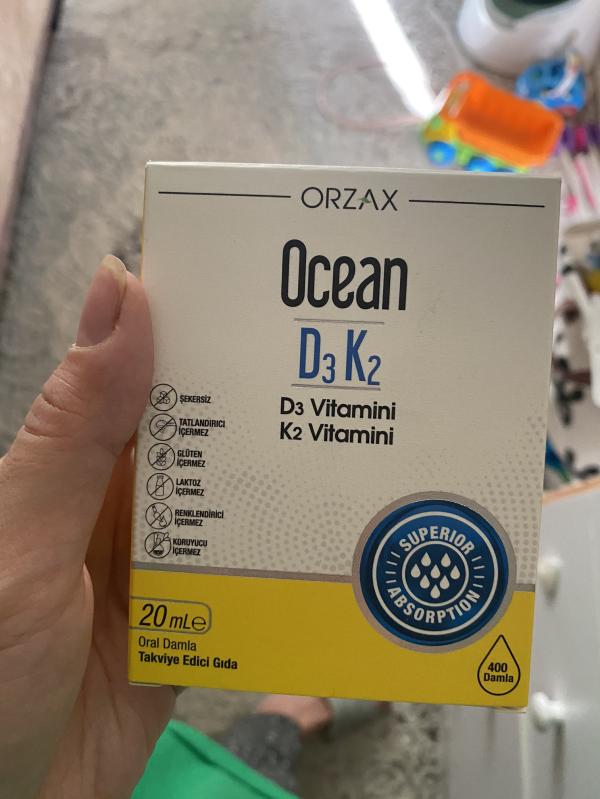 ORZAX
Ocean
D3 K2
D3 Vitamini
K2 Vitamini
ŞEKERSİZ
TATLANDIRICI
İÇERMEZ
GLÜTEN
İÇERMEZ
LAKTOZ
İÇERMEZ
RENKLENDİRİCİ
İÇERMEZ
KORUYUCU
İÇERMEZ
SUPERIOR
ABSORPTION
20 mL℮
Oral Damla
Takviye Edici Gıda
400
Damla